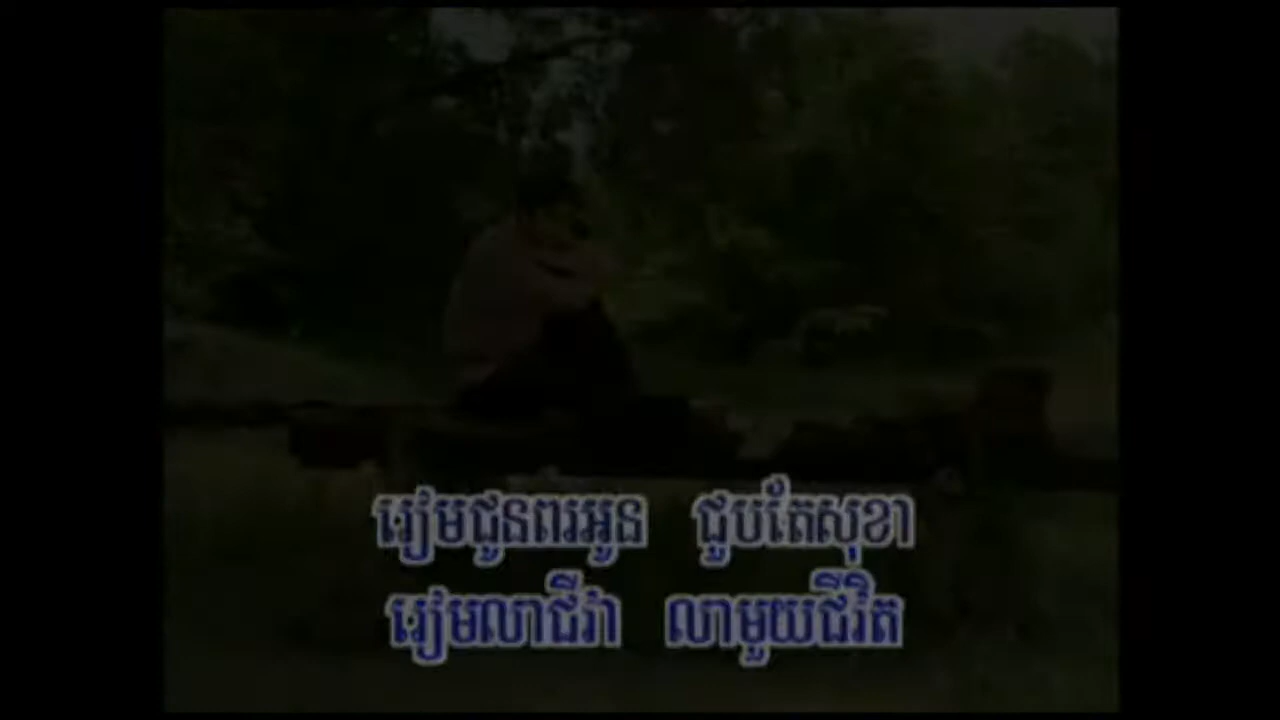 រៀមជូនពរអូន ជួបតែសុខា
រៀមលាជីវ៉ា លាមួយជីវិត